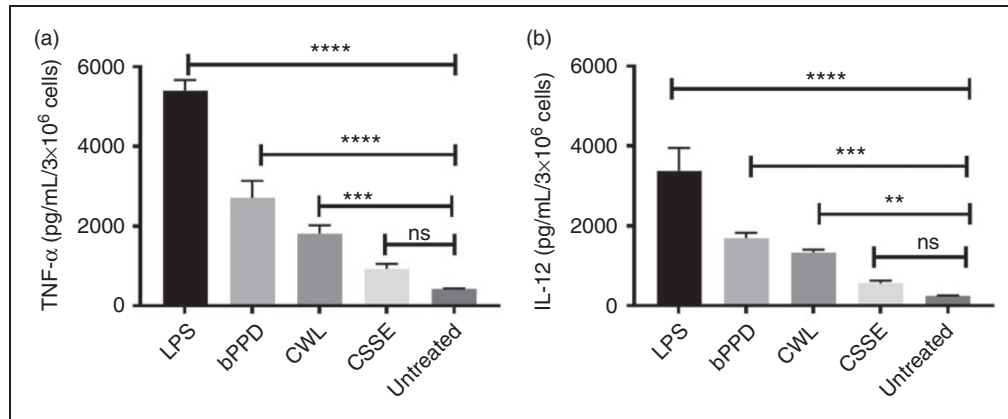 (a)
TNF-α (pg/mL/3×10⁶ cells)
6000
4000
2000
0
****
****
***
ns
LPS
bPPD
CWL
CSSE
Untreated
(b)
IL-12 (pg/mL/3×10⁶ cells)
6000
4000
2000
0
****
***
**
ns
LPS
bPPD
CWL
CSSE
Untreated